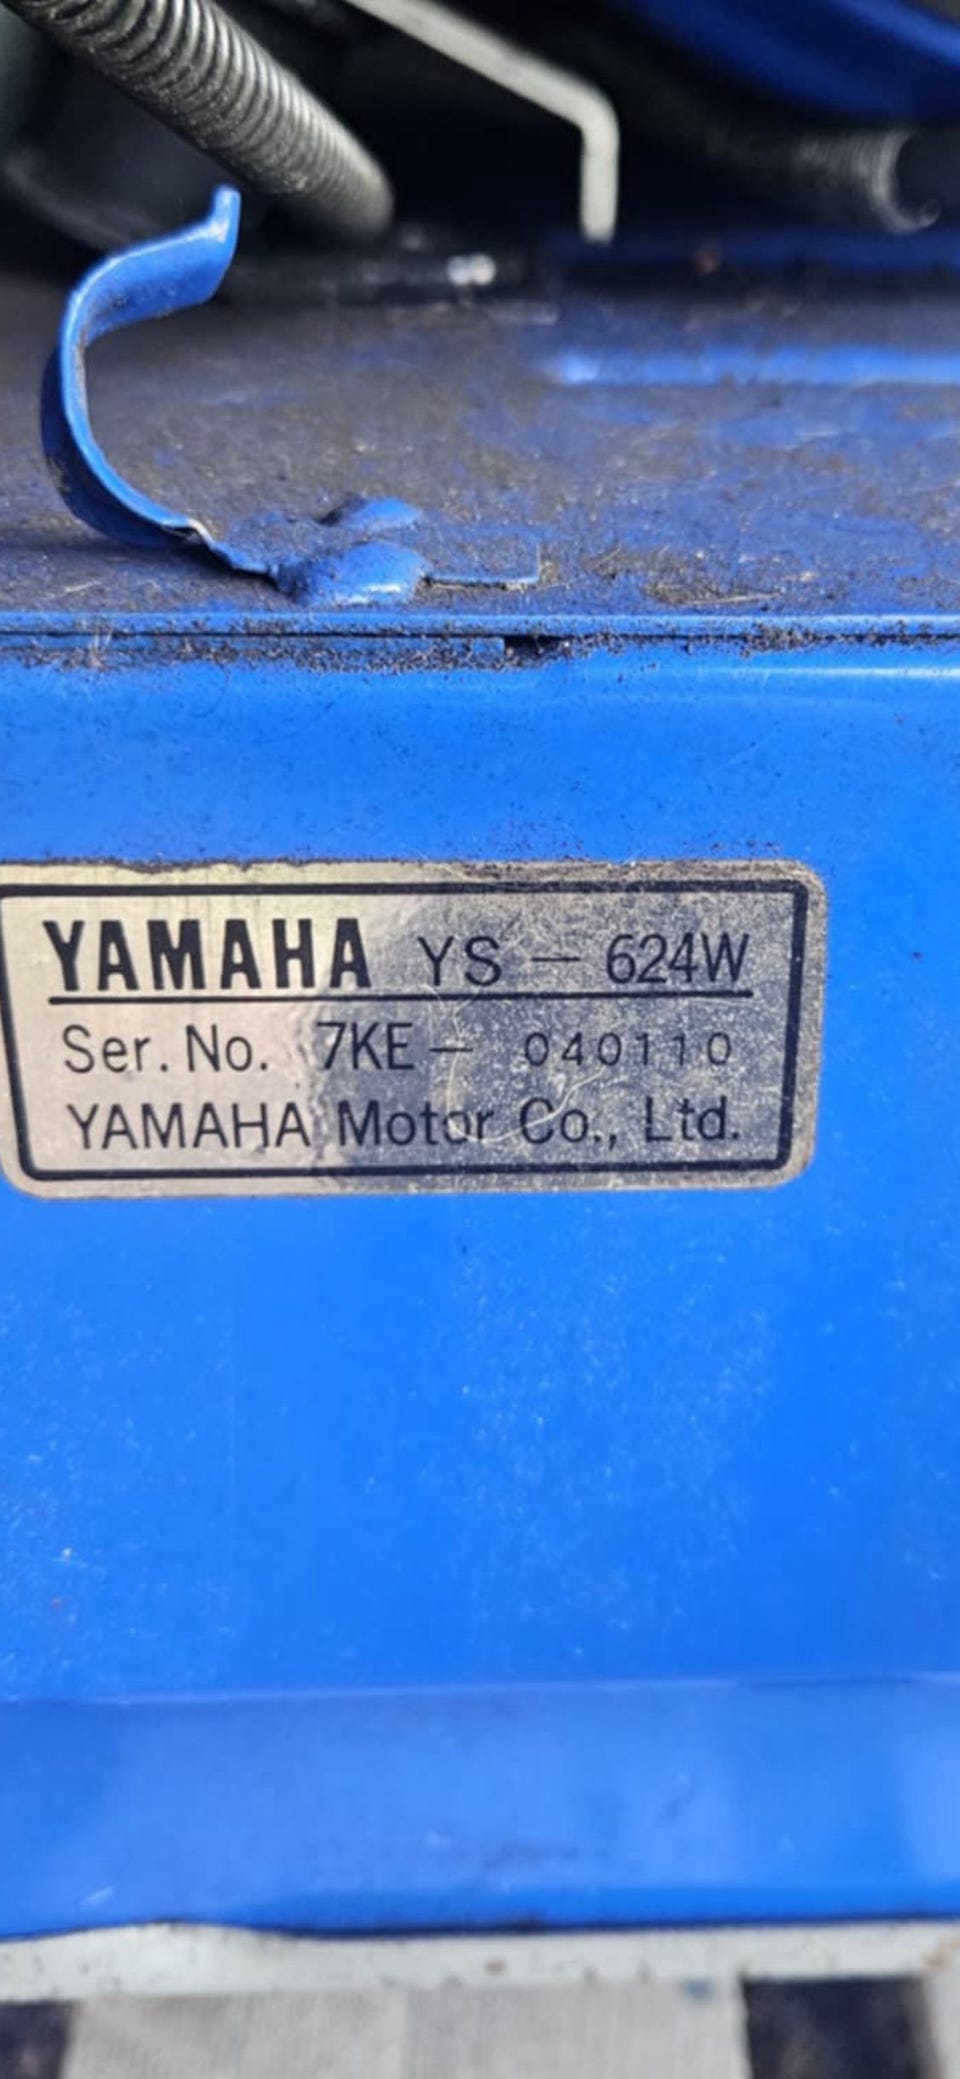 YAMAHA YS - 624W
Ser. No. 7KE - 040110
YAMAHA Motor Co., Ltd.